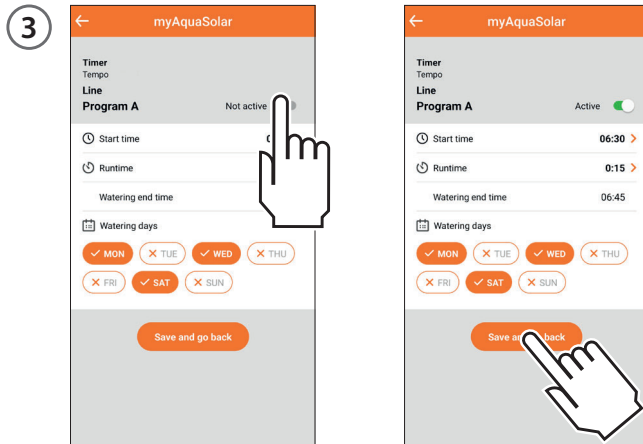 3
myAquaSolar
Timer
Tempo
Line
Program A Not active
Start time
Runtime
Watering end time
Watering days
MON TUE WED THU
FRI SAT SUN
Save and go back
myAquaSolar
Timer
Tempo
Line
Program A Active
Start time 06:30
Runtime 0:15
Watering end time 06:45
Watering days
MON TUE WED THU
FRI SAT SUN
Save back